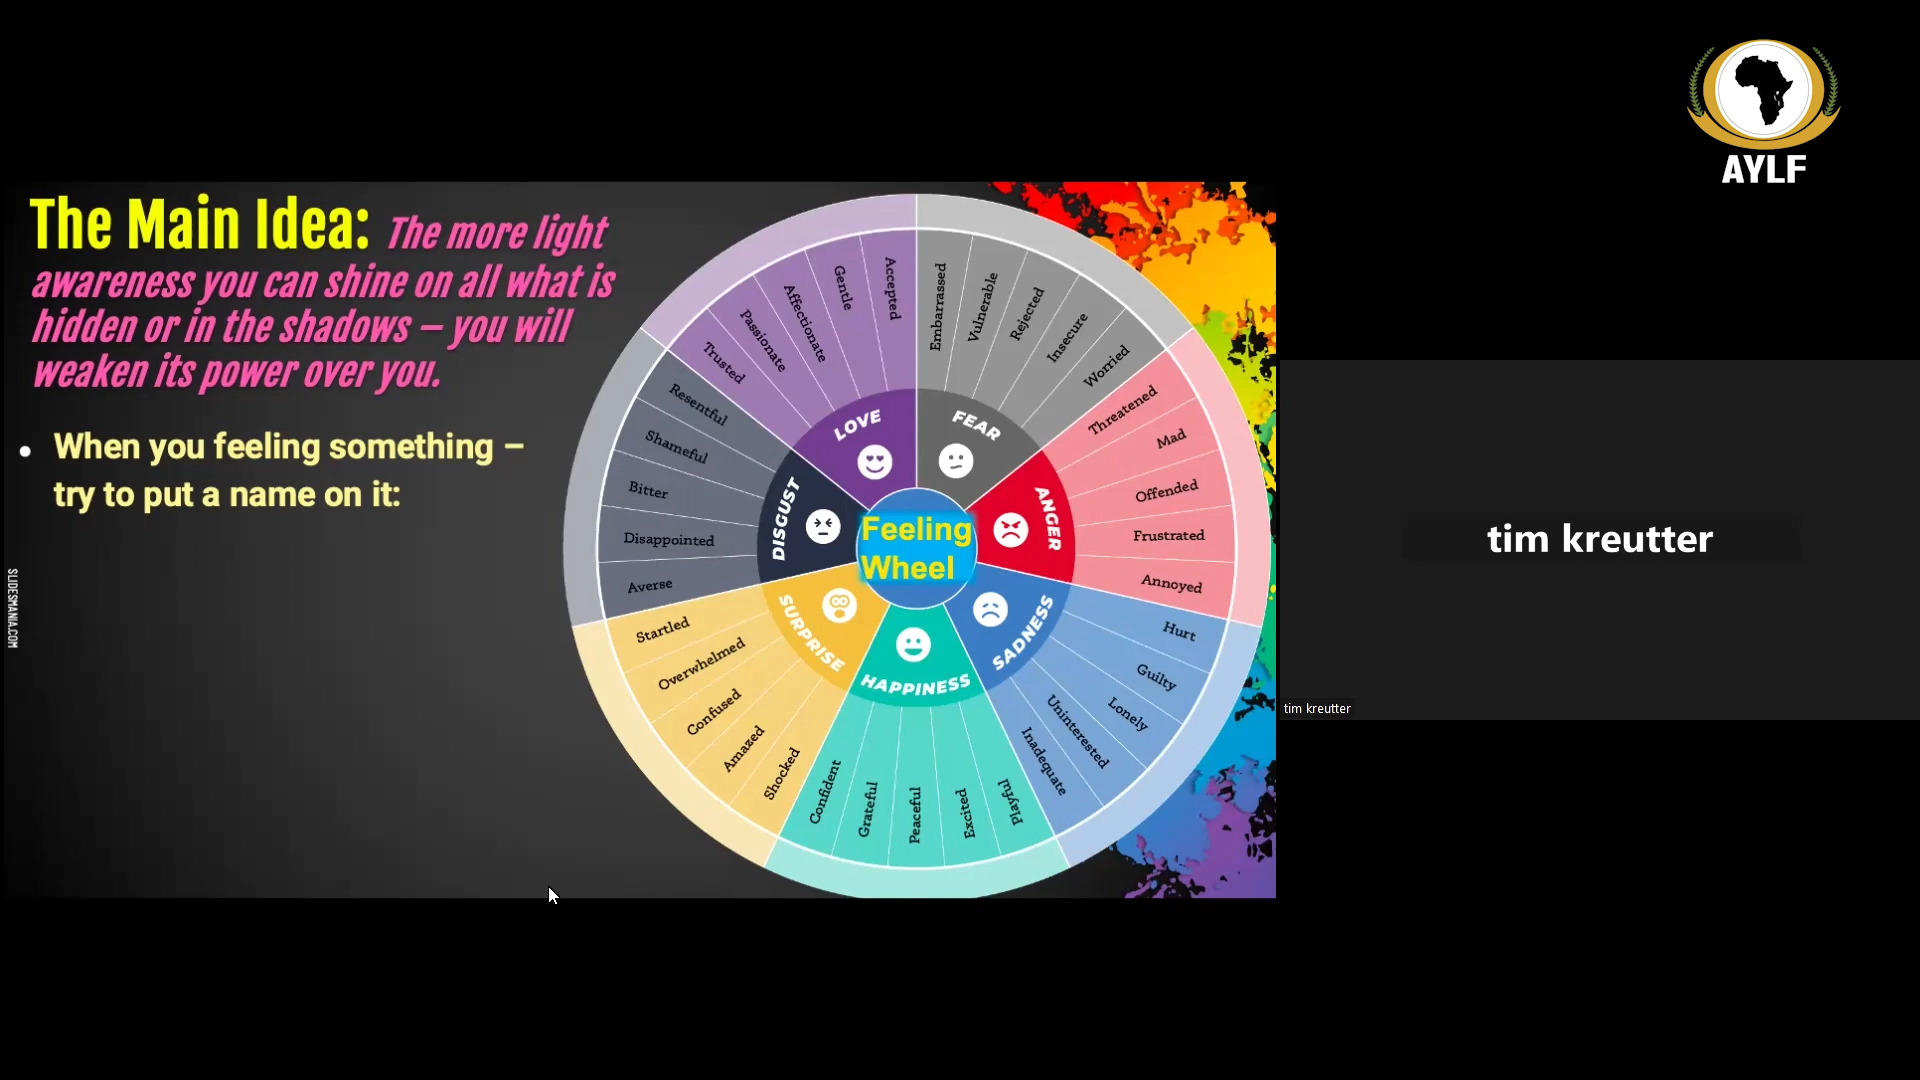 AYLF
The Main Idea: The more light
awareness you can shine on all what is
hidden or in the shadows – you will
weaken its power over you.
• When you feeling something –
try to put a name on it:
SLIDESMANIA.COM
Feeling
Wheel
LOVE
Trusted
Passionate
Affectionate
Gentle
Accepted
FEAR
Embarrassed
Vulnerable
Rejected
Insecure
Worried
ANGER
Threatened
Mad
Offended
Frustrated
Annoyed
SADNESS
Hurt
Guilty
Lonely
Uninterested
Inadequate
HAPPINESS
Playful
Excited
Peaceful
Grateful
Confident
SURPRISE
Shocked
Amazed
Confused
Overwhelmed
Startled
DISGUST
Averse
Disappointed
Bitter
Shameful
Resentful
tim kreutter
tim kreutter